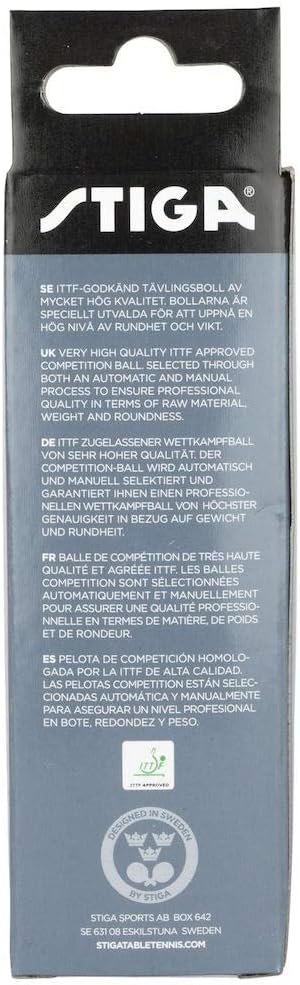 STIGA®
SE ITTF-GODKÄND TÄVLINGSBOLL AV
MYCKET HÖG KVALITET. BOLLARNA ÄR
SPECIELLT UTVALDA FÖR ATT UPPNÅ EN
HÖG NIVÅ AV RUNDHET OCH VIKT.
UK VERY HIGH QUALITY ITTF APPROVED
COMPETITION BALL. SELECTED THROUGH
BOTH AN AUTOMATIC AND MANUAL
PROCESS TO ENSURE PROFESSIONAL
QUALITY IN TERMS OF RAW MATERIAL,
WEIGHT AND ROUNDNESS.
DE ITTF ZUGELASSENER WETTKAMPFBALL
VON SEHR HOHER QUALITÄT. DER
COMPETITION-BALL WIRD AUTOMATISCH
UND MANUELL SELEKTIERT UND
GARANTIERT IHNEN EINEN PROFESSIO-
NELLEN WETTKAMPFBALL VON HÖCHSTER
GENAUIGKEIT IN BEZUG AUF GEWICHT
UND RUNDHEIT.
FR BALLE DE COMPÉTITION DE TRÈS HAUTE
QUALITÉ ET AGRÉÉE ITTF. LES BALLES
COMPETITION SONT SÉLECTIONNÉES
AUTOMATIQUEMENT ET MANUELLEMENT
POUR ASSURER UNE QUALITÉ PROFESSIO-
NNELLE EN TERMES DE MATIÈRE, DE POIDS
ET DE RONDEUR.
ES PELOTA DE COMPETICIÓN HOMOLO-
GADA POR LA ITTF DE ALTA CALIDAD.
LAS PELOTAS COMPETITION ESTÁN SELEC-
CIONADAS AUTOMÁTICA Y MANUALMENTE
PARA ASEGURAR UN NIVEL PROFESIONAL
EN BOTE, REDONDEZ Y PESO.
ITTF
ITTF APPROVED
DESIGNED IN SWEDEN
BY STIGA
STIGA SPORTS AB BOX 642
SE 631 08 ESKILSTUNA SWEDEN
STIGATABLETENNIS.COM